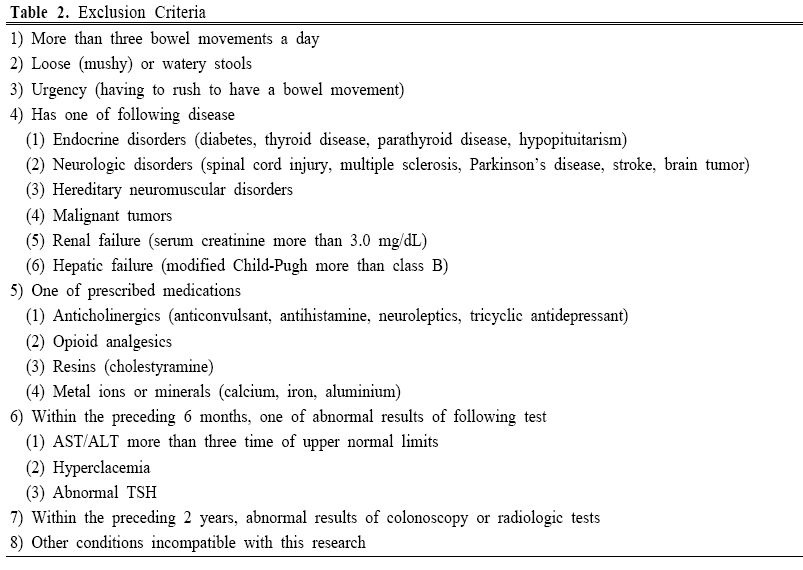 Table 2. Exclusion Criteria
1) More than three bowel movements a day
2) Loose (mushy) or watery stools
3) Urgency (having to rush to have a bowel movement)
4) Has one of following disease
(1) Endocrine disorders (diabetes, thyroid disease, parathyroid disease, hypopituitarism)
(2) Neurologic disorders (spinal cord injury, multiple sclerosis, Parkinson's disease, stroke, brain tumor)
(3) Hereditary neuromuscular disorders
(4) Malignant tumors
(5) Renal failure (serum creatinine more than 3.0 mg/dL)
(6) Hepatic failure (modified Child-Pugh more than class B)
5) One of prescribed medications
(1) Anticholinergics (anticonvulsant, antihistamine, neuroleptics, tricyclic antidepressant)
(2) Opioid analgesics
(3) Resins (cholestyramine)
(4) Metal ions or minerals (calcium, iron, aluminium)
6) Within the preceding 6 months, one of abnormal results of following test
(1) AST/ALT more than three time of upper normal limits
(2) Hyperclacemia
(3) Abnormal TSH
7) Within the preceding 2 years, abnormal results of colonoscopy or radiologic tests
8) Other conditions incompatible with this research